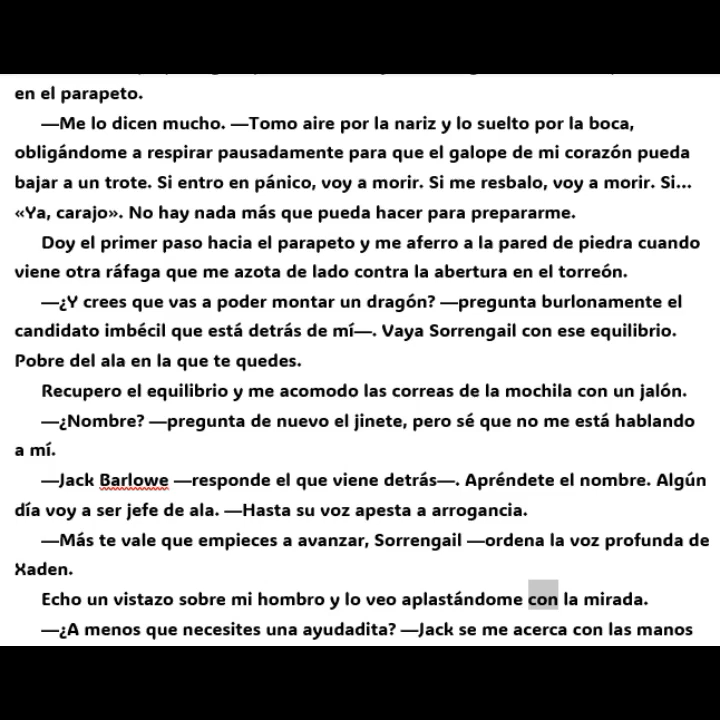 en el parapeto.
—Me lo dicen mucho. —Tomo aire por la nariz y lo suelto por la boca,
obligándome a respirar pausadamente para que el galope de mi corazón pueda
bajar a un trote. Si entro en pánico, voy a morir. Si me resbalo, voy a morir. Si...
«Ya, carajo». No hay nada más que pueda hacer para prepararme.
Doy el primer paso hacia el parapeto y me aferro a la pared de piedra cuando
viene otra ráfaga que me azota de lado contra la abertura en el torreón.
—¿Y crees que vas a poder montar un dragón? —pregunta burlonamente el
candidato imbécil que está detrás de mí—. Vaya Sorrengail con ese equilibrio.
Pobre del ala en la que te quedes.
Recupero el equilibrio y me acomodo las correas de la mochila con un jalón.
—¿Nombre? —pregunta de nuevo el jinete, pero sé que no me está hablando
a mí.
—Jack Barlowe —responde el que viene detrás—. Apréndete el nombre. Algún
día voy a ser jefe de ala. —Hasta su voz apesta a arrogancia.
—Más te vale que empieces a avanzar, Sorrengail —ordena la voz profunda de
Xaden.
Echo un vistazo sobre mi hombro y lo veo aplastándome con la mirada.
—¿A menos que necesites una ayudadita? —Jack se me acerca con las manos